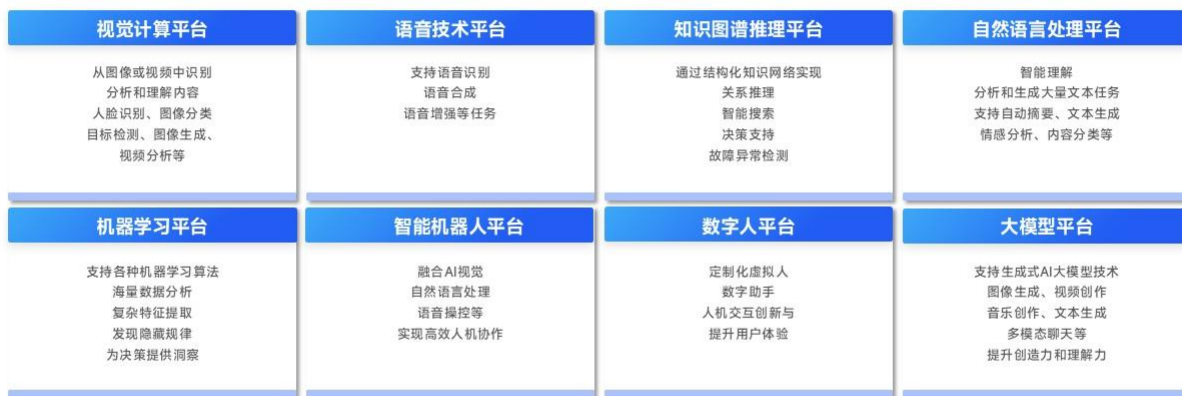 视觉计算平台
从图像或视频中识别
分析和理解内容
人脸识别、图像分类
目标检测、图像生成、
视频分析等
语音技术平台
支持语音识别
语音合成
语音增强等任务
知识图谱推理平台
通过结构化知识网络实现
关系推理
智能搜索
决策支持
故障异常检测
自然语言处理平台
智能理解
分析和生成大量文本任务
支持自动摘要、文本生成
情感分析、内容分类等
机器学习平台
支持各种机器学习算法
海量数据分析
复杂特征提取
发现隐藏规律
为决策提供洞察
智能机器人平台
融合AI视觉
自然语言处理
语音操控等
实现高效人机协作
数字人平台
定制化虚拟人
数字助手
人机交互创新与
提升用户体验
大模型平台
支持生成式AI大模型技术
图像生成、视频创作
音乐创作、文本生成
多模态聊天等
提升创造力和理解力